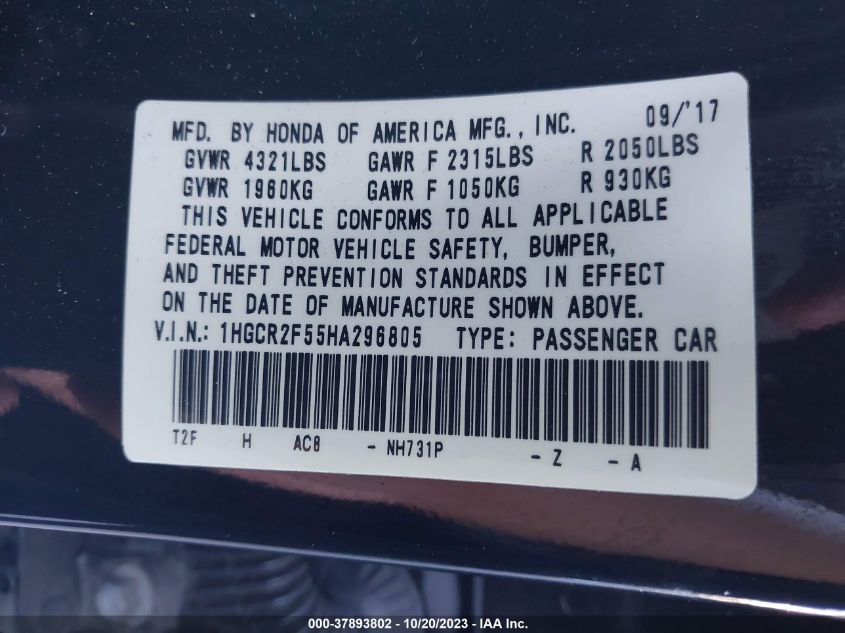 MFD. BY HONDA OF AMERICA MFG., INC. 09/'17
GVWR 4321LBS GAWR F 2315LBS R 2050LBS
GVWR 1960KG GAWR F 1050KG R 930KG
THIS VEHICLE CONFORMS TO ALL APPLICABLE
FEDERAL MOTOR VEHICLE SAFETY, BUMPER,
AND THEFT PREVENTION STANDARDS IN EFFECT
ON THE DATE OF MANUFACTURE SHOWN ABOVE.
V.I.N.: 1HGCR2F55HA296805 TYPE: PASSENGER CAR
T2F H AC8 - NH731P - Z - A
000-37893802 - 10/20/2023 - IAA Inc.